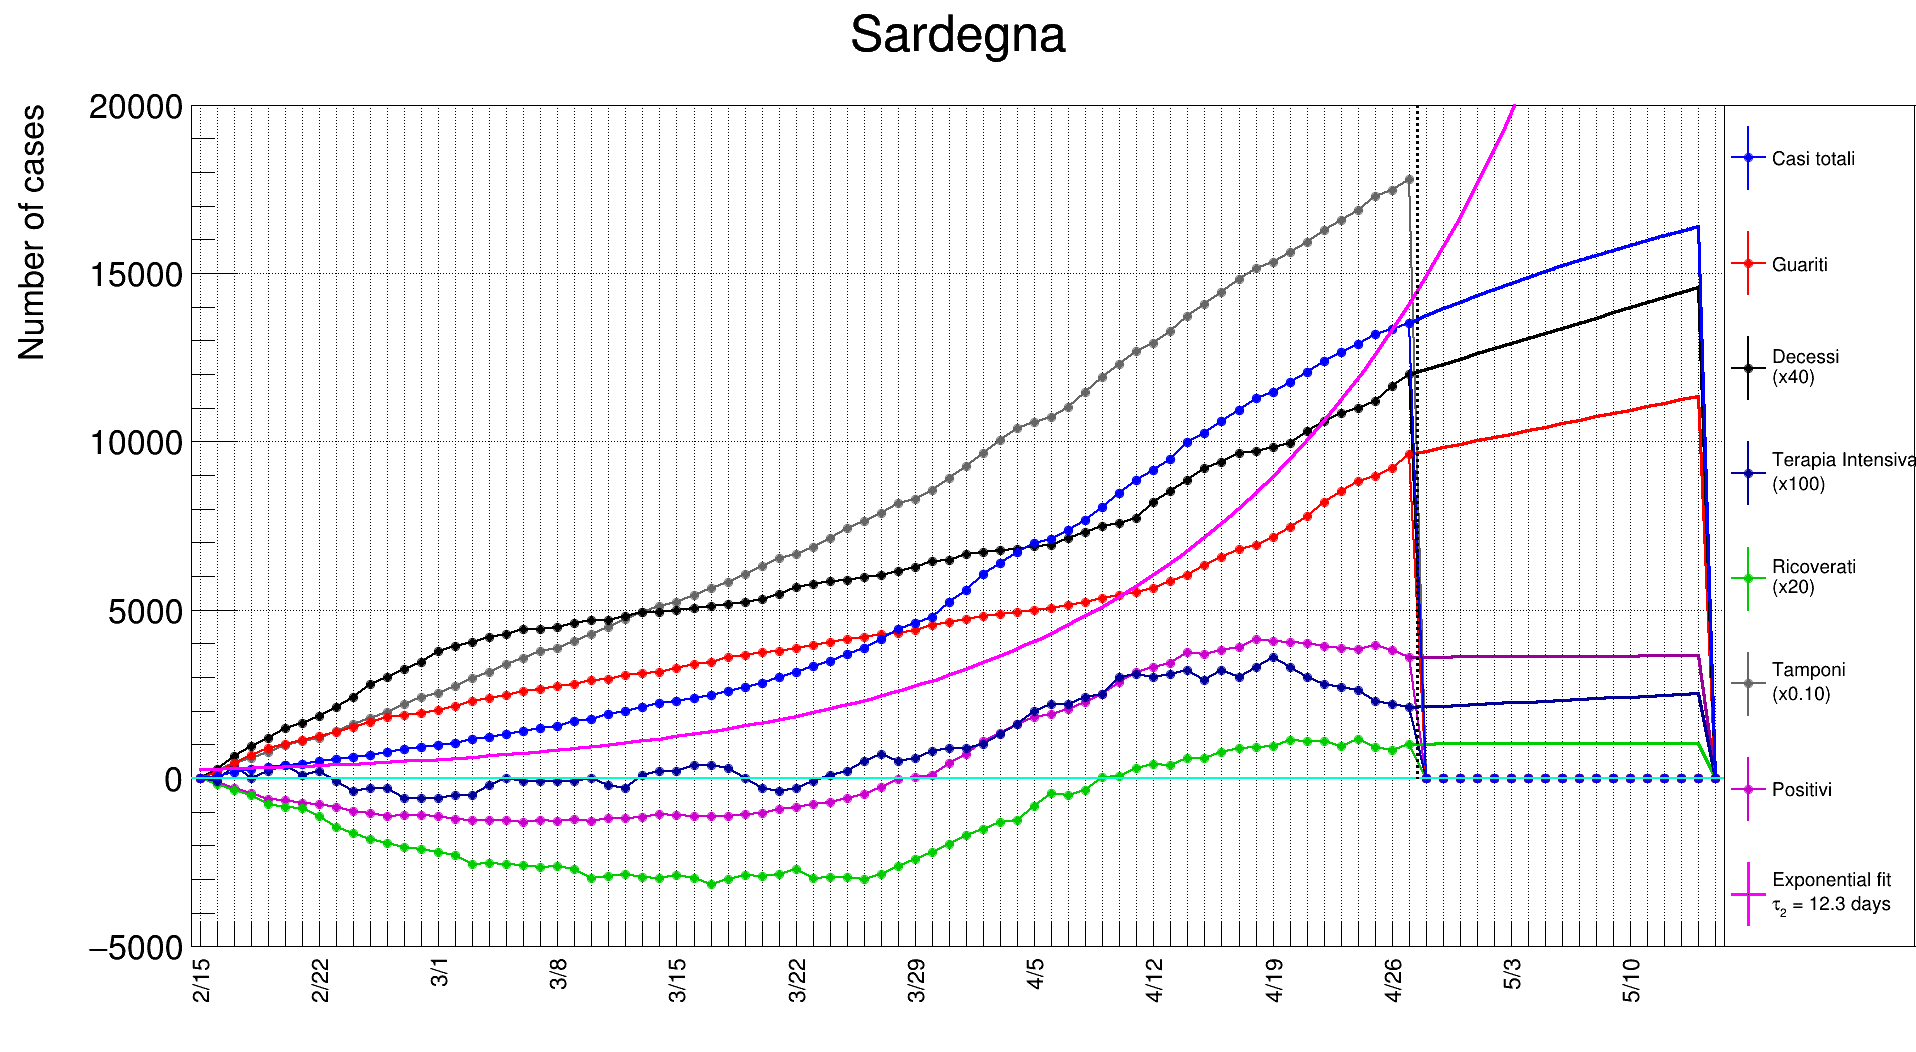 Sardegna
Number of cases
20000
15000
10000
5000
0
−5000
2/15
2/22
3/1
3/8
3/15
3/22
3/29
4/5
4/12
4/19
4/26
5/3
5/10
Casi totali
Guariti
Decessi
(x40)
Terapia Intensiva
(x100)
Ricoverati
(x20)
Tamponi
(x0.10)
Positivi
Exponential fit
τ2 = 12.3 days